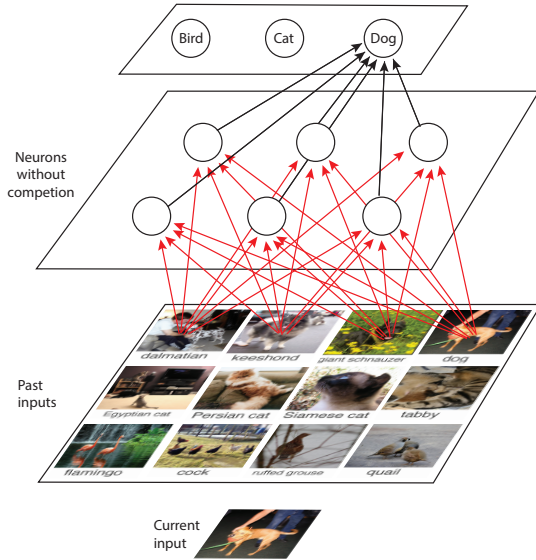 Bird Cat Dog
Neurons
without
competion
dalmatian keeshond giant schnauzer dog
Past
inputs
Egyptian cat Persian cat Siamese cat tabby
flamingo cock ruffed grouse quail
Current
input